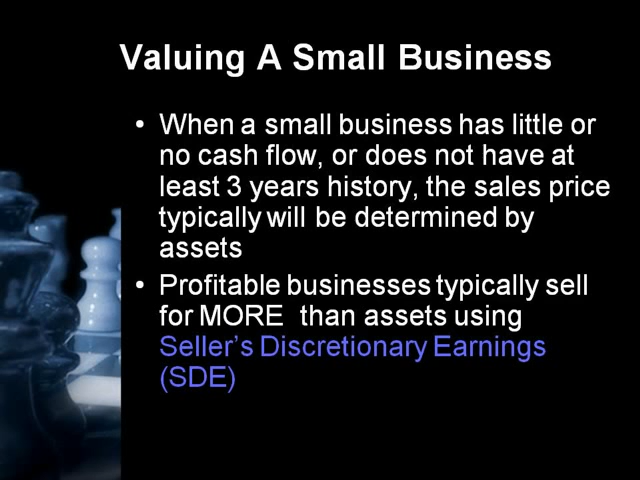 Valuing A Small Business
• When a small business has little or
no cash flow, or does not have at
least 3 years history, the sales price
typically will be determined by
assets
• Profitable businesses typically sell
for MORE  than assets using
Seller's Discretionary Earnings
(SDE)